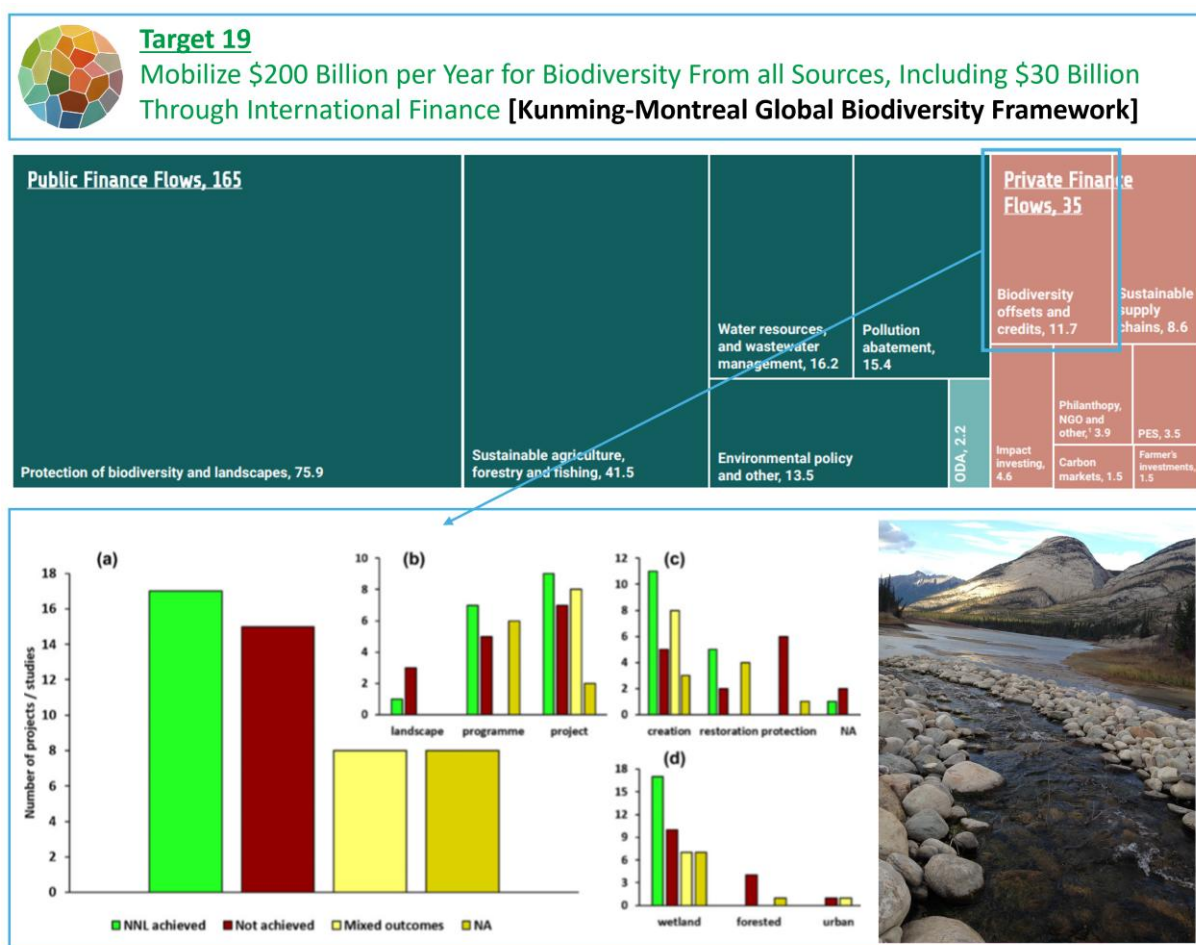 Target 19
Mobilize $200 Billion per Year for Biodiversity From all Sources, Including $30 Billion
Through International Finance [Kunming-Montreal Global Biodiversity Framework]
Public Finance Flows, 165
Protection of biodiversity and landscapes, 75.9
Sustainable agriculture,
forestry and fishing, 41.5
Water resources,
and wastewater
management, 16.2
Pollution
abatement,
15.4
Environmental policy
and other, 13.5
ODA, 2.2
Private Finance
Flows, 35
Biodiversity
offsets and
credits, 11.7
Sustainable
supply
chains, 8.6
Impact
investing,
4.6
Philanthopy,
NGO and
other,¹ 3.9
PES, 3.5
Carbon
markets, 1.5
Farmer's
investments,
1.5
(a)
Number of projects / studies
18
16
14
12
10
8
6
4
2
0
NNL achieved
Not achieved
Mixed outcomes
NA
(b)
10
8
6
4
2
0
landscape programme project
(c)
12
10
8
6
4
2
0
creation restoration protection NA
(d)
18
15
12
9
6
3
0
wetland forested urban